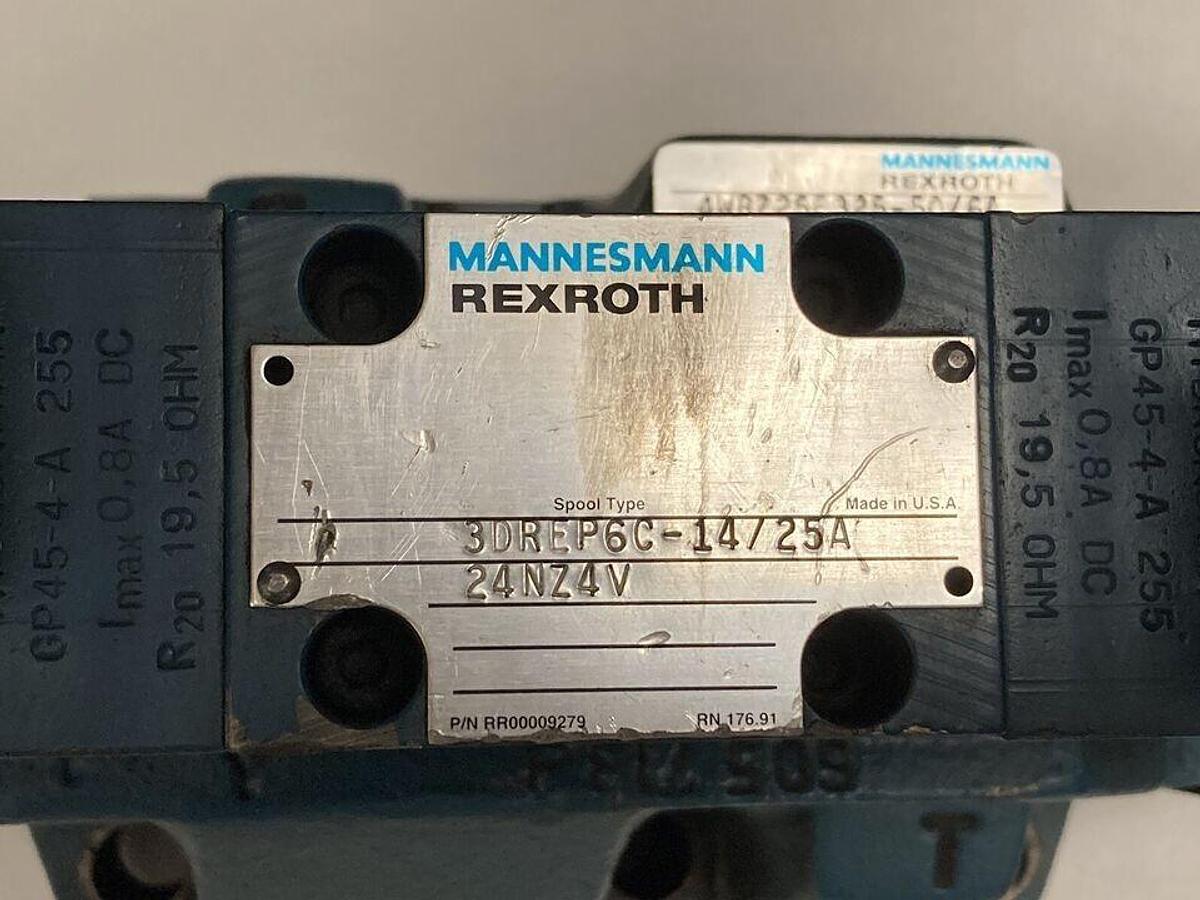 MANNESMANN
REXROTH
MANNESMANN
REXROTH
Spool Type
Made in U.S.A
3DREP6C-14/25A
24NZ4V
P/N RR00009279
RN 176.91
GP45-4-A 255
Imax 0,8A DC
R20 19,5 OHM
GP45-4-A 255
Imax 0,8A DC
R20 19,5 OHM
T